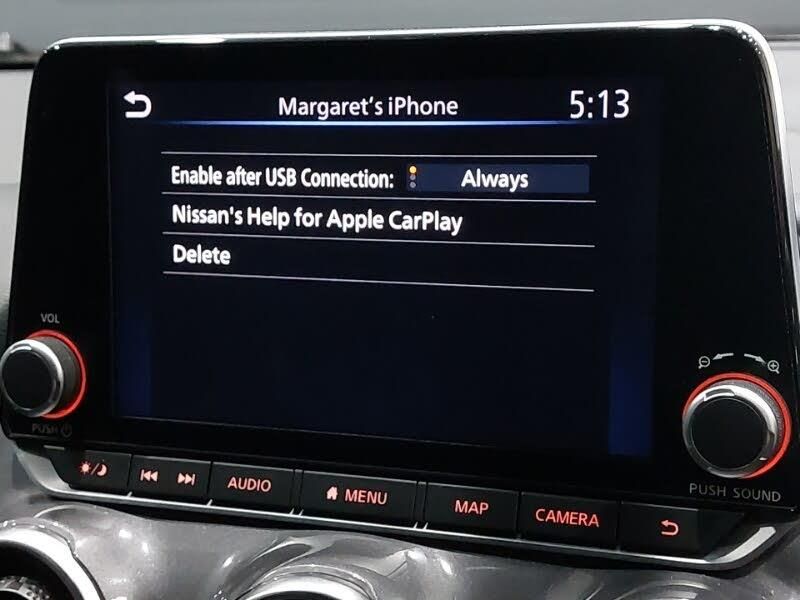 Margaret's iPhone 5:13
Enable after USB Connection: Always
Nissan's Help for Apple CarPlay
Delete
VOL
PUSH
AUDIO
MENU
MAP
CAMERA
PUSH SOUND